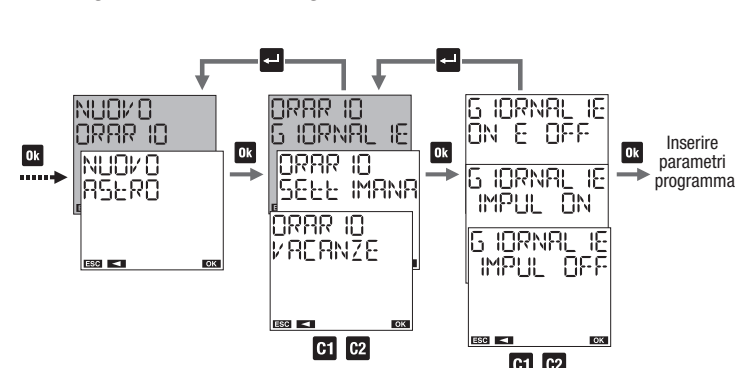 NUOVO
ORARIO
NUOVO
ASTRO
ESC OK
Ok
ORARIO
GIORNALIE
ORARIO
SETTIMANA
ORARIO
VACANZE
ESC OK
C1 C2
Ok
GIORNALIE
ON E OFF
GIORNALIE
IMPUL ON
GIORNALIE
IMPUL OFF
ESC OK
C1 C2
Ok
Ok
Inserire
parametri
programma